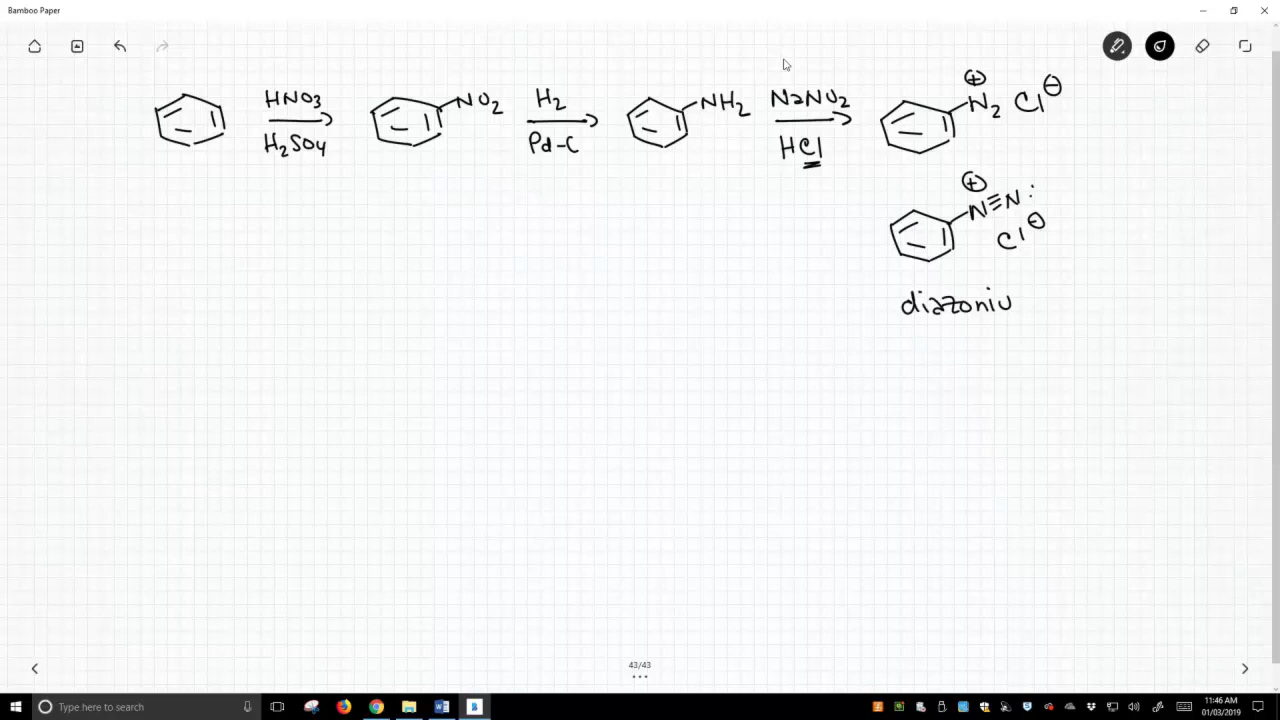 Bamboo Paper
HNO3 NO2 H2 NH2 NaNO2 ⊕ N2 Cl ⊖
H2SO4 Pd-C HCl
⊕ N≡N:
Cl ⊖
diazoniu
43/43
Type here to search
11:46 AM
01/03/2019